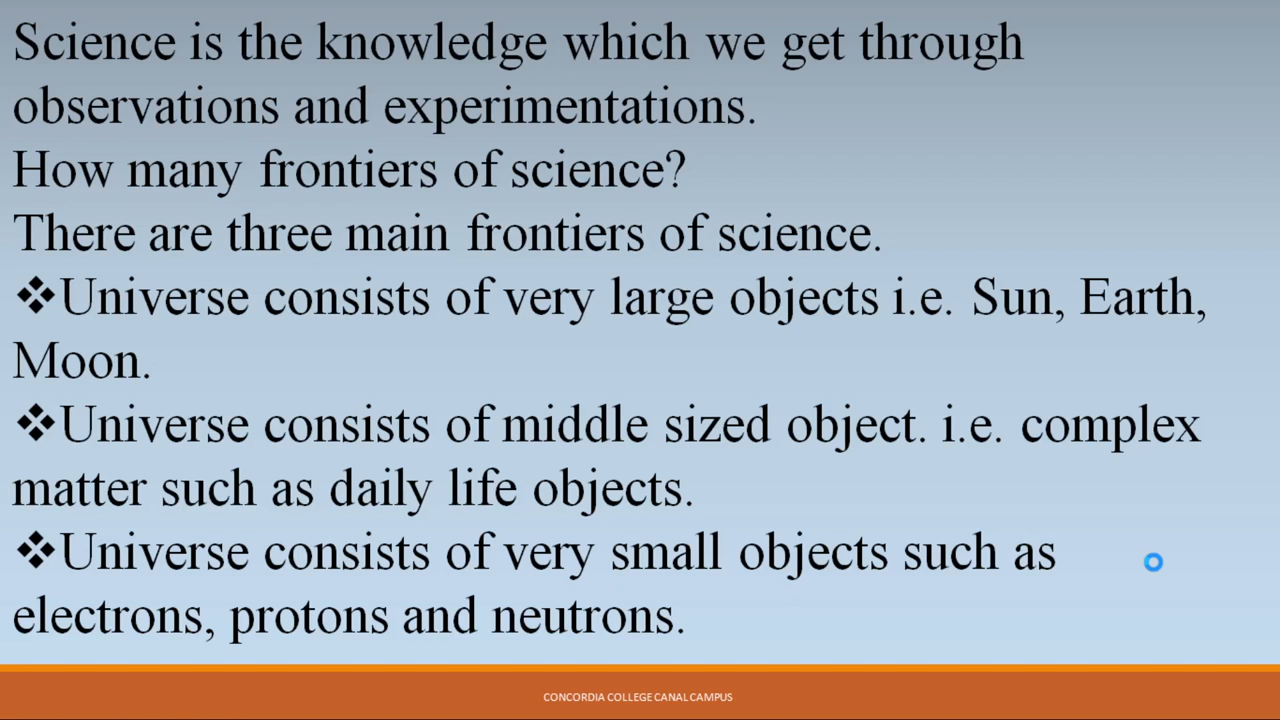 Science is the knowledge which we get through
observations and experimentations.
How many frontiers of science?
There are three main frontiers of science.
❖Universe consists of very large objects i.e. Sun, Earth,
Moon.
❖Universe consists of middle sized object. i.e. complex
matter such as daily life objects.
❖Universe consists of very small objects such as
electrons, protons and neutrons.
CONCORDIA COLLEGE CANAL CAMPUS